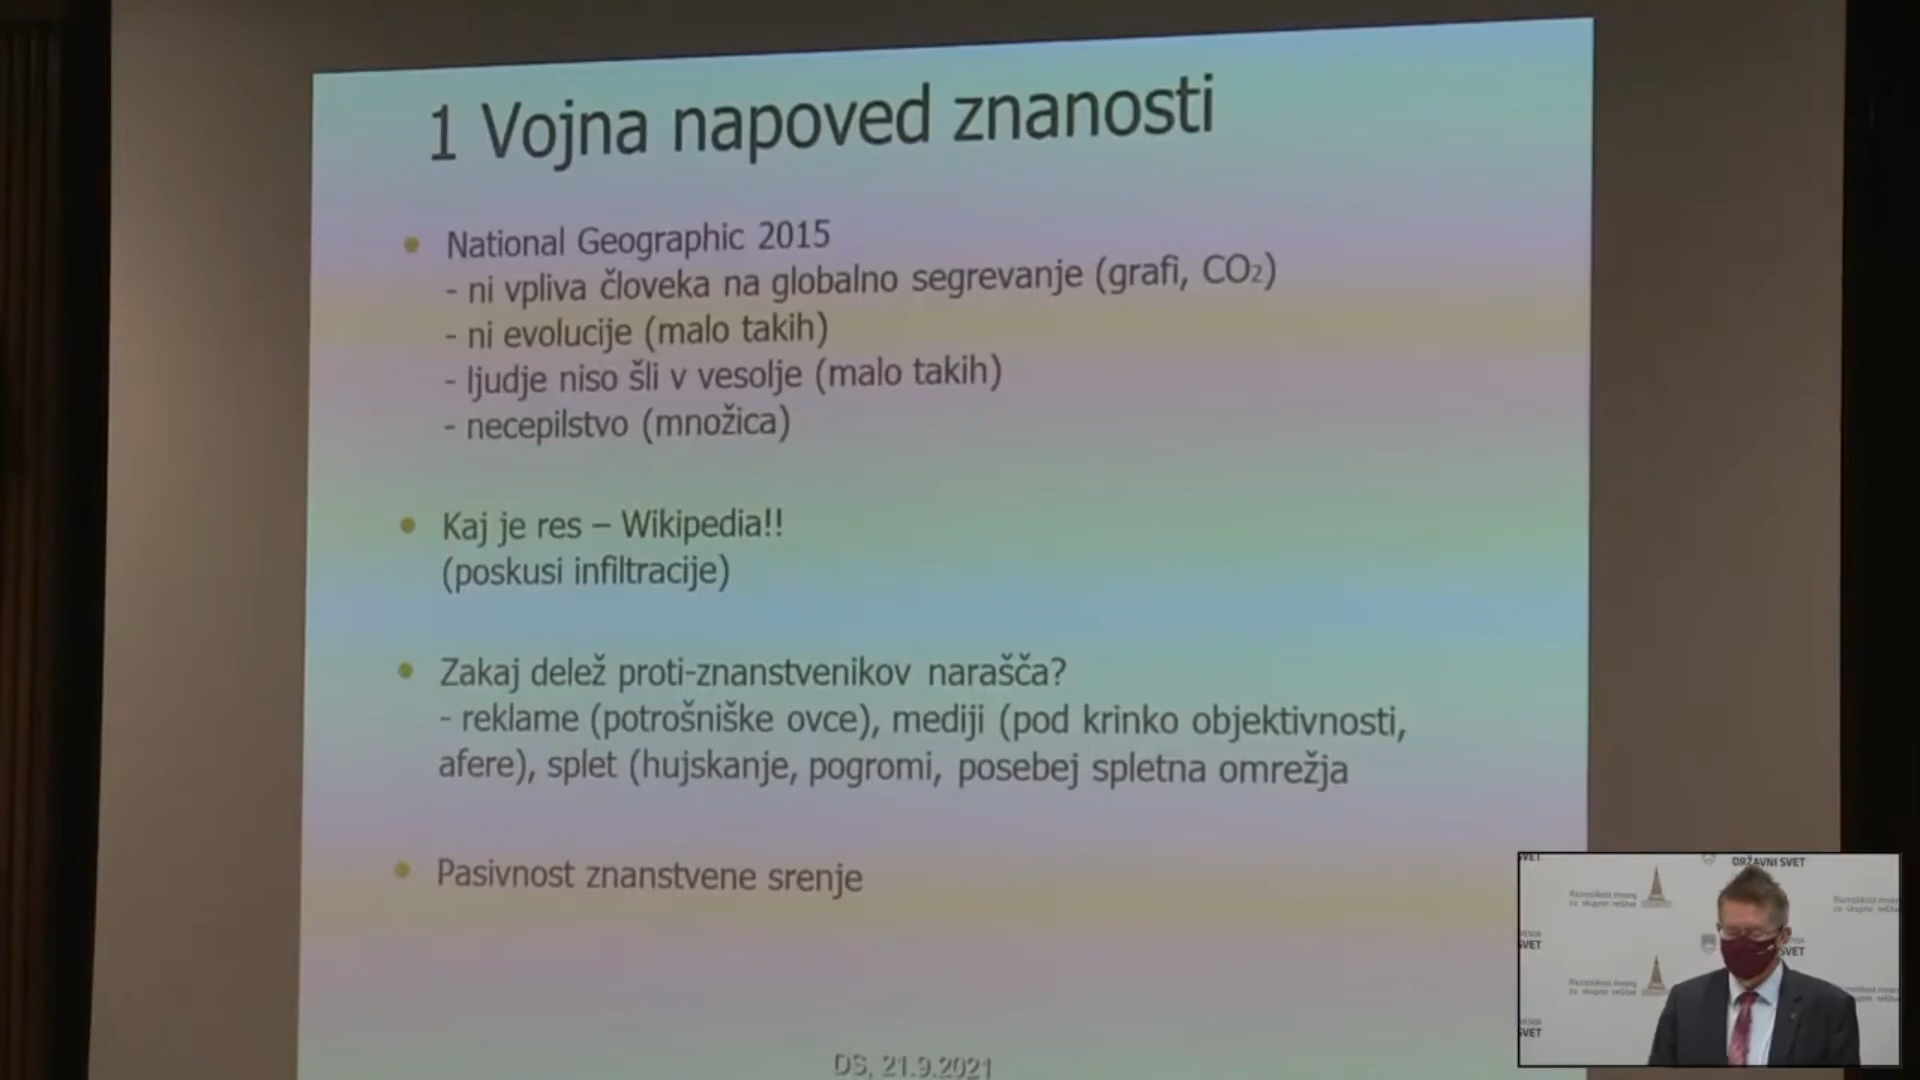 1 Vojna napoved znanosti
National Geographic 2015
- ni vpliva človeka na globalno segrevanje (grafi, CO2)
- ni evolucije (malo takih)
- ljudje niso šli v vesolje (malo takih)
- necepilstvo (množica)
Kaj je res – Wikipedia!!
(poskusi infiltracije)
Zakaj delež proti-znanstvenikov narašča?
- reklame (potrošniške ovce), mediji (pod krinko objektivnosti,
afere), splet (hujskanje, pogromi, posebej spletna omrežja
Pasivnost znanstvene srenje
DS, 21.9.2021
DRŽAVNI SVET
SVET
SVET
SVET